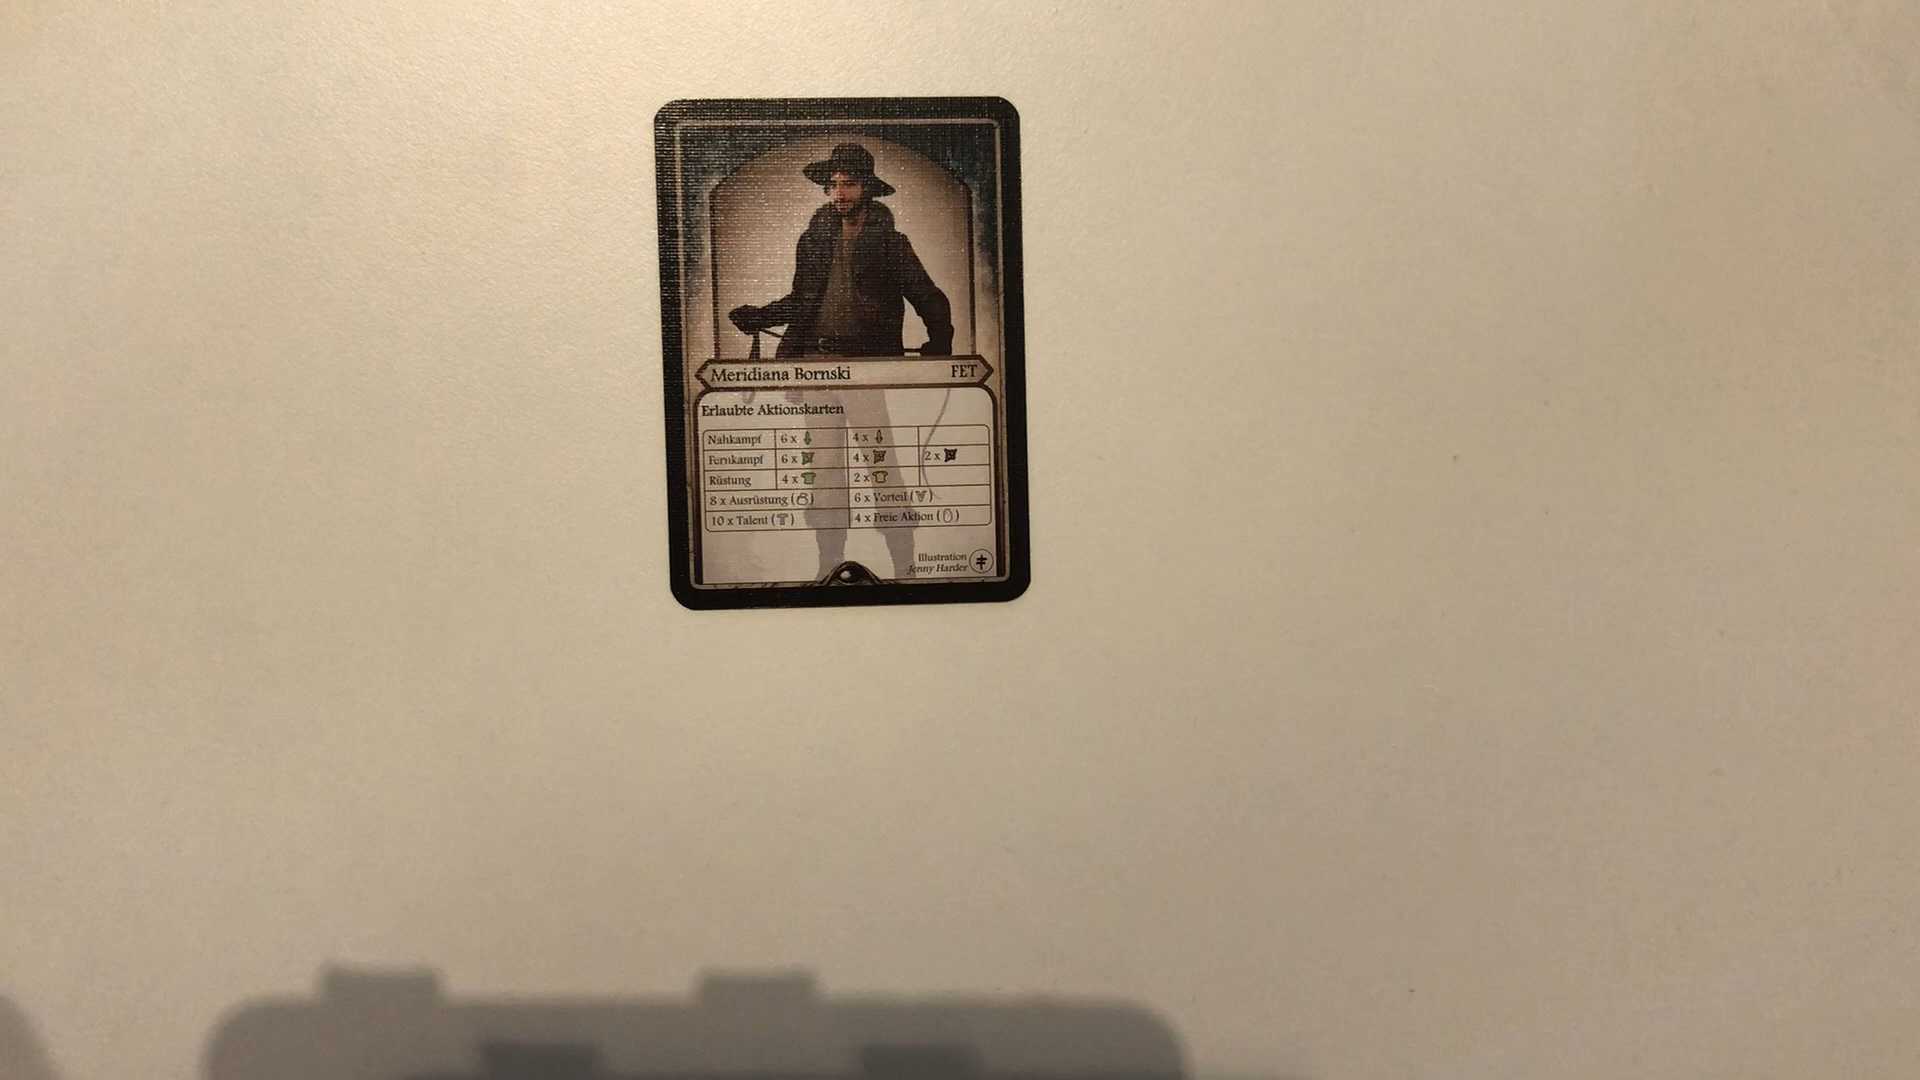 Meridiana Bornski FET
Erlaubte Aktionskarten
Nahkampf 6 x 4 x
Fernkampf 6 x 4 x 2 x
Rüstung 4 x 2 x
8 x Ausrüstung ( ) 6 x Vorteil (V)
10 x Talent (T) 4 x Freie Aktion ( )
Illustration
Jenny Harder